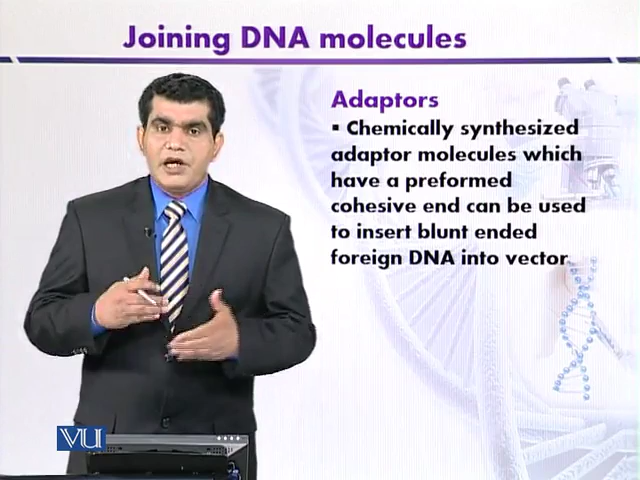 Joining DNA molecules
Adaptors
▪ Chemically synthesized
adaptor molecules which
have a preformed
cohesive end can be used
to insert blunt ended
foreign DNA into vector
VU